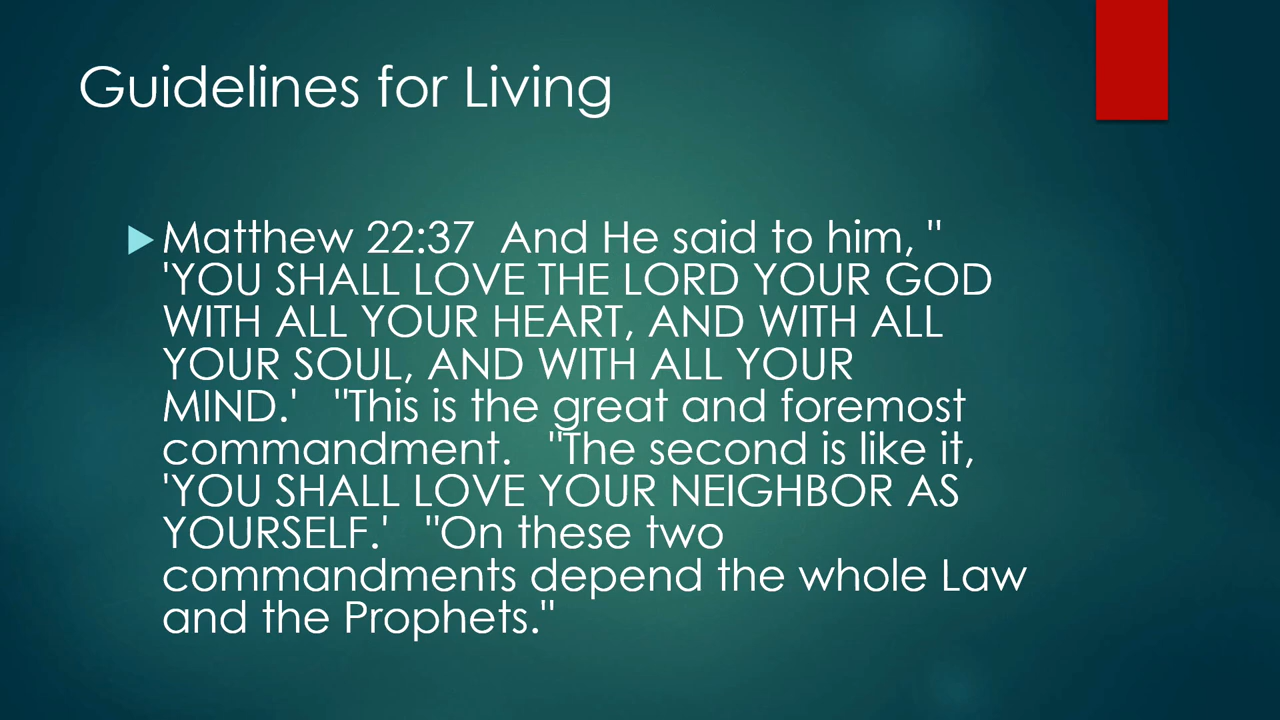 Guidelines for Living
Matthew 22:37  And He said to him, "
'YOU SHALL LOVE THE LORD YOUR GOD
WITH ALL YOUR HEART, AND WITH ALL
YOUR SOUL, AND WITH ALL YOUR
MIND.'   "This is the great and foremost
commandment.   "The second is like it,
'YOU SHALL LOVE YOUR NEIGHBOR AS
YOURSELF.'   "On these two
commandments depend the whole Law
and the Prophets."